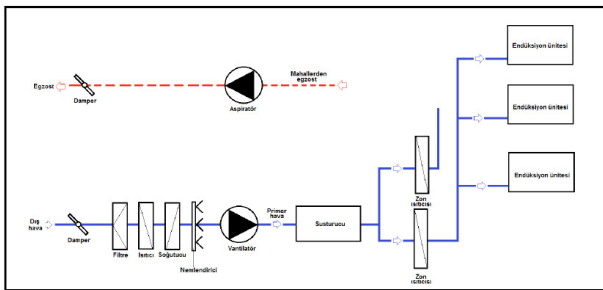 Endüksiyon ünitesi
Mahallerden
egzost
Egzost
Damper
Aspiratör
Endüksiyon ünitesi
Endüksiyon ünitesi
Zon
ısıtıcısı
Dış
hava
Primer
hava
Susturucu
Damper
Filtre
Isıtıcı
Soğutucu
Vantilatör
Nemlendirici
Zon
ısıtıcısı